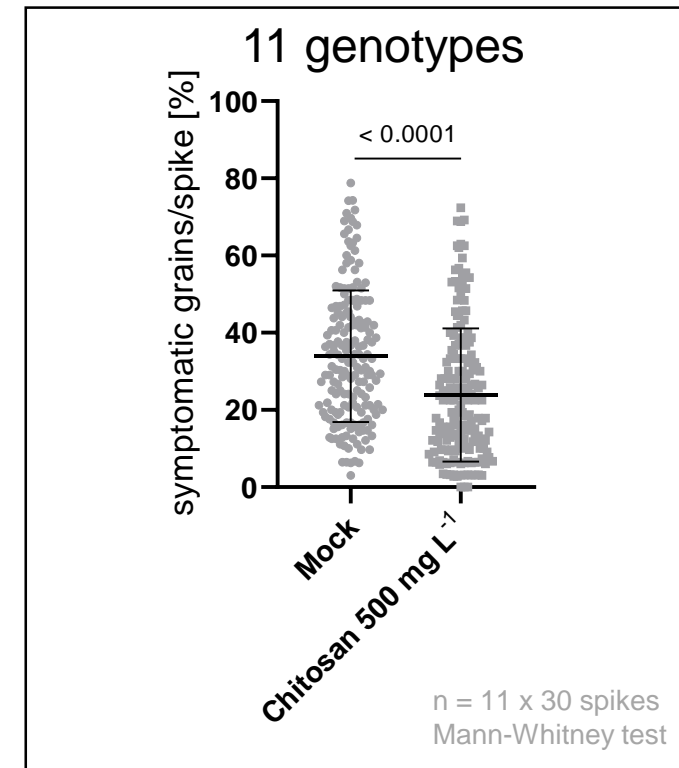 11 genotypes
symptomatic grains/spike [%]
100
80
60
40
20
0
< 0.0001
Mock
Chitosan 500 mg L⁻¹
n = 11 x 30 spikes
Mann-Whitney test